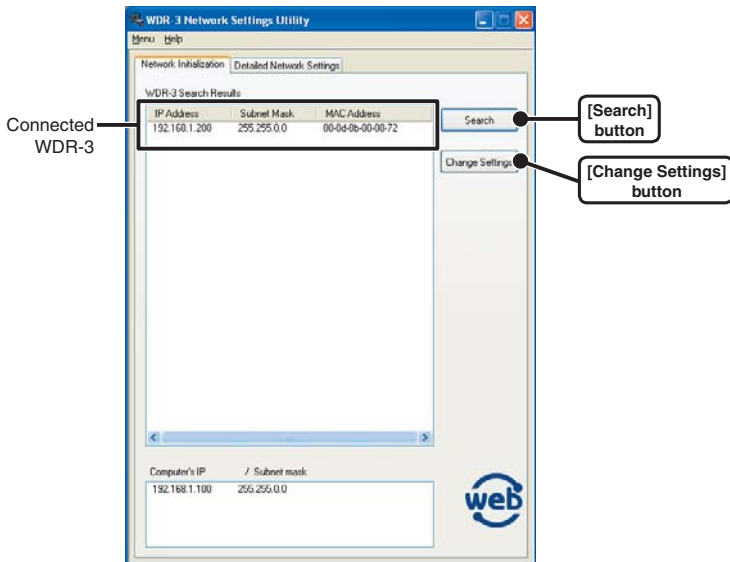 WDR-3 Network Settings Utility
Menu Help
Network Initialization Detailed Network Settings
WDR-3 Search Results
IP Address Subnet Mask MAC Address
192.168.1.200 255.255.0.0 00-0d-8b-00-08-72
Search
Change Settings
Connected
WDR-3
[Search]
button
[Change Settings]
button
Computer's IP / Subnet mask
192.168.1.100 255.255.0.0
web